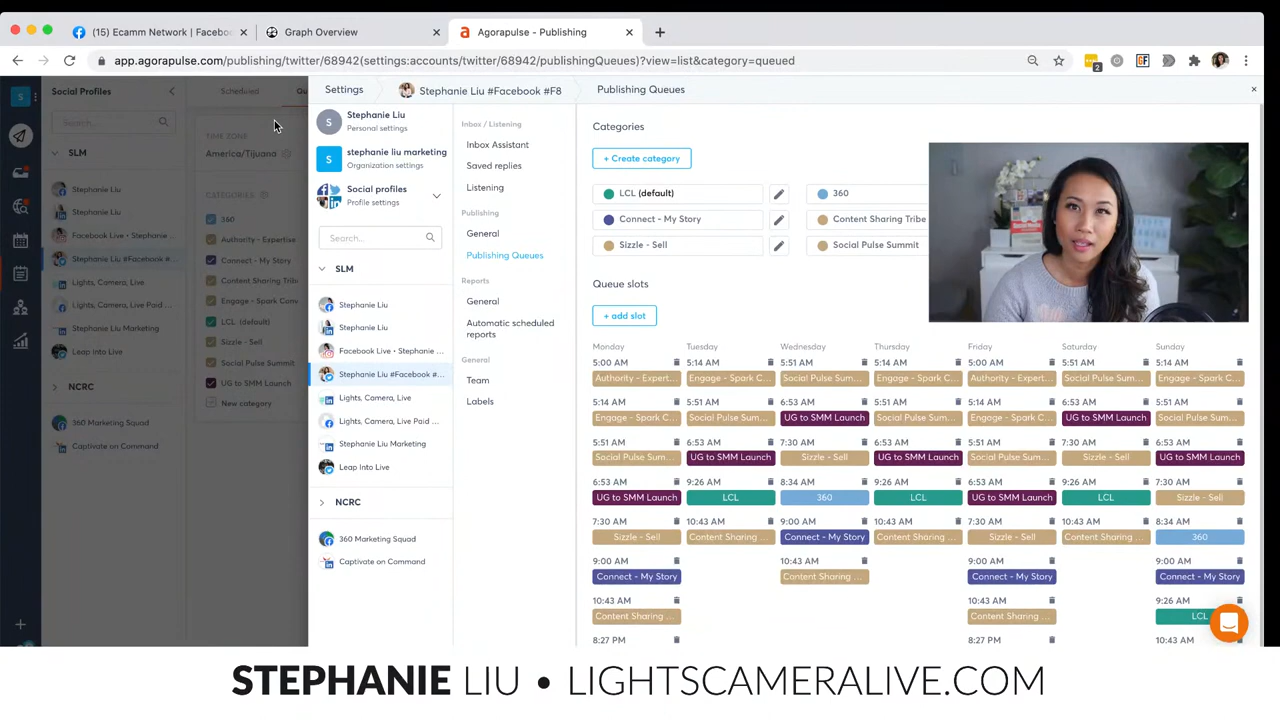 (15) Ecamm Network | Faceboo
Graph Overview
Agorapulse - Publishing
app.agorapulse.com/publishing/twitter/68942(settings:accounts/twitter/68942/publishingQueues)?view=list&category=queued
2
GF
S
Social Profiles
Search...
SLM
Stephanie Liu
Stephanie Liu
Facebook Live • Stephanie ...
Stephanie Liu #Facebook #...
Lights, Camera, Live
Lights, Camera, Live Paid ...
Stephanie Liu Marketing
Leap Into Live
NCRC
360 Marketing Squad
Captivate on Command
Scheduled
TIME ZONE
America/Tijuana
CATEGORIES
360
Authority - Expertise
Connect - My Story
Content Sharing Trib
Engage - Spark Conv
LCL (default)
Sizzle - Sell
Social Pulse Summit
UG to SMM Launch
New category
Settings
Stephanie Liu #Facebook #F8
Publishing Queues
S
Stephanie Liu
Personal settings
S
stephanie liu marketing
Organization settings
Social profiles
Profile settings
Search...
SLM
Stephanie Liu
Stephanie Liu
Facebook Live • Stephanie ...
Stephanie Liu #Facebook #...
Lights, Camera, Live
Lights, Camera, Live Paid ...
Stephanie Liu Marketing
Leap Into Live
NCRC
360 Marketing Squad
Captivate on Command
Inbox / Listening
Inbox Assistant
Saved replies
Listening
Publishing
General
Publishing Queues
Reports
General
Automatic scheduled
reports
General
Team
Labels
Categories
+ Create category
LCL (default)
360
Connect - My Story
Content Sharing Tribe
Sizzle - Sell
Social Pulse Summit
Queue slots
+ add slot
Monday Tuesday Wednesday Thursday Friday Saturday Sunday
5:00 AM 5:14 AM 5:51 AM 5:14 AM 5:00 AM 5:51 AM 5:14 AM
Authority - Expert... Engage - Spark C... Social Pulse Sum... Engage - Spark C... Authority - Expert... Social Pulse Sum... Engage - Spark C...
5:14 AM 5:51 AM 6:53 AM 5:51 AM 5:14 AM 6:53 AM 5:51 AM
Engage - Spark C... Social Pulse Sum... UG to SMM Launch Social Pulse Sum... Engage - Spark C... UG to SMM Launch Social Pulse Sum...
5:51 AM 6:53 AM 7:30 AM 6:53 AM 5:51 AM 7:30 AM 6:53 AM
Social Pulse Sum... UG to SMM Launch Sizzle - Sell UG to SMM Launch Social Pulse Sum... Sizzle - Sell UG to SMM Launch
6:53 AM 9:26 AM 8:34 AM 9:26 AM 6:53 AM 9:26 AM 7:30 AM
UG to SMM Launch LCL 360 LCL UG to SMM Launch LCL Sizzle - Sell
7:30 AM 10:43 AM 9:00 AM 10:43 AM 7:30 AM 10:43 AM 8:34 AM
Sizzle - Sell Content Sharing ... Connect - My Story Content Sharing ... Sizzle - Sell Content Sharing ... 360
9:00 AM 10:43 AM 9:00 AM 9:00 AM
Connect - My Story Content Sharing ... Connect - My Story Connect - My Story
10:43 AM 10:43 AM 9:26 AM
Content Sharing ... Content Sharing ... LCL
8:27 PM 8:27 PM 10:43 AM
STEPHANIE LIU • LIGHTSCAMERALIVE.COM